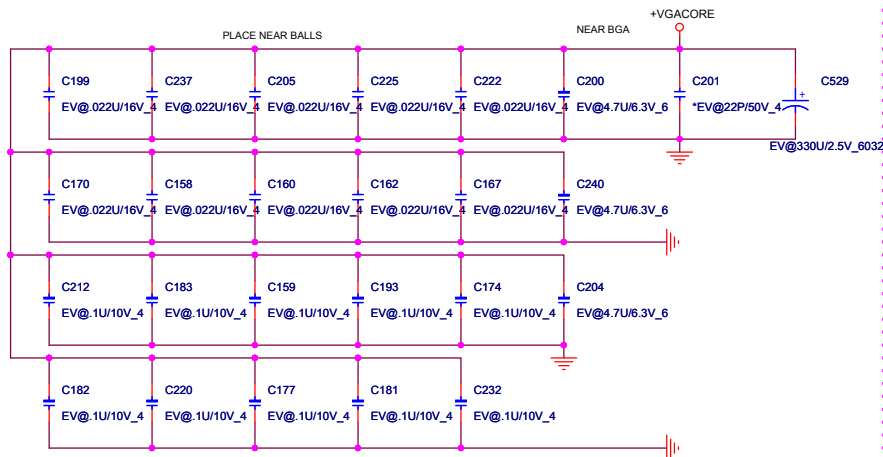 +VGACORE
PLACE NEAR BALLS
NEAR BGA
C199
C237
C205
C225
C222
C200
C201
C529
+
EV@.022U/16V_4
EV@.022U/16V_4
EV@.022U/16V_4
EV@.022U/16V_4
EV@.022U/16V_4
EV@4.7U/6.3V_6
*EV@22P/50V_4
EV@330U/2.5V_6032
C170
C158
C160
C162
C167
C240
EV@.022U/16V_4
EV@.022U/16V_4
EV@.022U/16V_4
EV@.022U/16V_4
EV@.022U/16V_4
EV@4.7U/6.3V_6
C212
C183
C159
C193
C174
C204
EV@.1U/10V_4
EV@.1U/10V_4
EV@.1U/10V_4
EV@.1U/10V_4
EV@.1U/10V_4
EV@4.7U/6.3V_6
C182
C220
C177
C181
C232
EV@.1U/10V_4
EV@.1U/10V_4
EV@.1U/10V_4
EV@.1U/10V_4
EV@.1U/10V_4